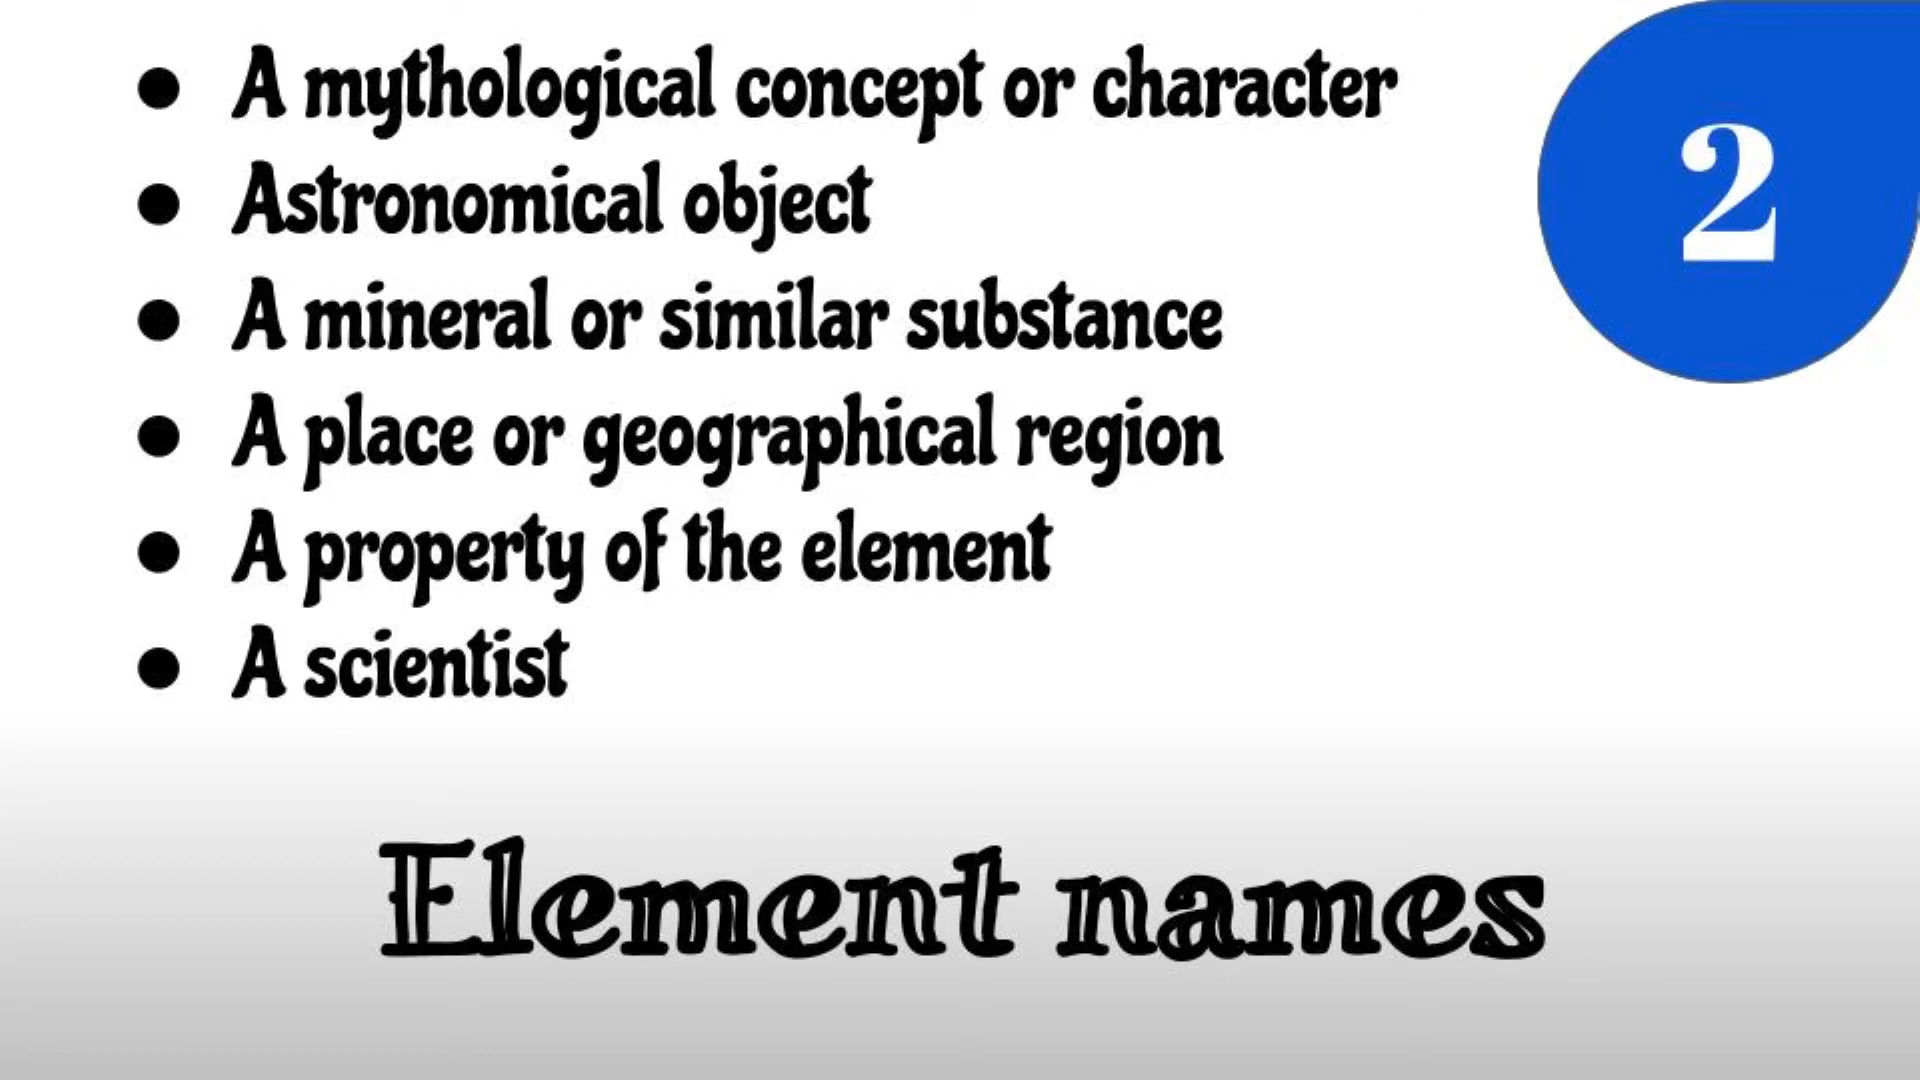 ● A mythological concept or character
● Astronomical object
● A mineral or similar substance
● A place or geographical region
● A property of the element
● A scientist
2
Element names